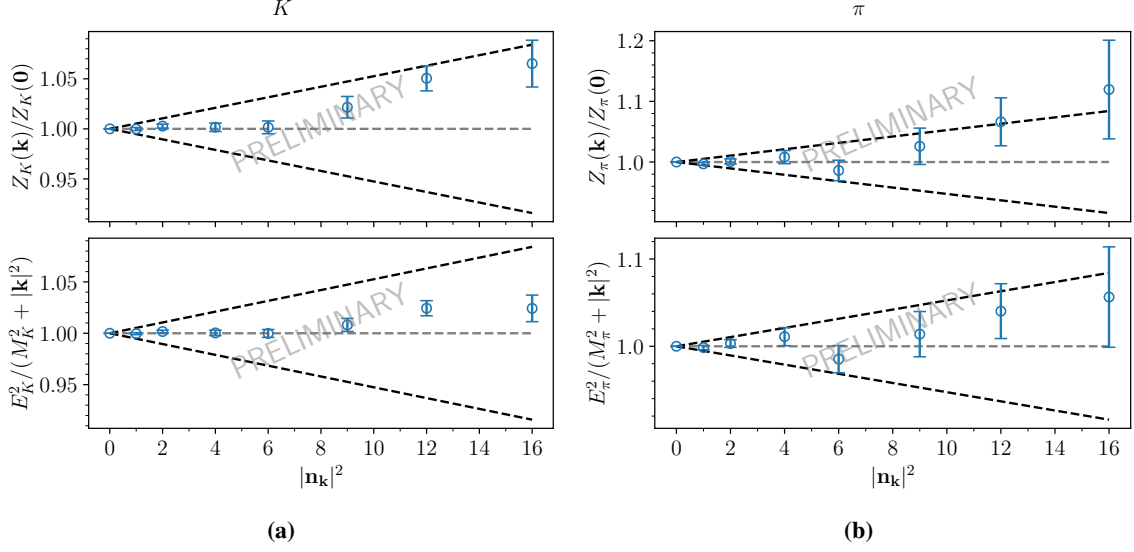 K
π
Z_K(𝐤)/Z_K(𝟎)
1.05
1.00
0.95
PRELIMINARY
Z_π(𝐤)/Z_π(𝟎)
1.2
1.1
1.0
PRELIMINARY
E_K^2/(M_K^2 + |𝐤|^2)
1.05
1.00
0.95
PRELIMINARY
0 2 4 6 8 10 12 14 16
|𝐧_𝐤|^2
E_π^2/(M_π^2 + |𝐤|^2)
1.1
1.0
PRELIMINARY
0 2 4 6 8 10 12 14 16
|𝐧_𝐤|^2
(a)
(b)